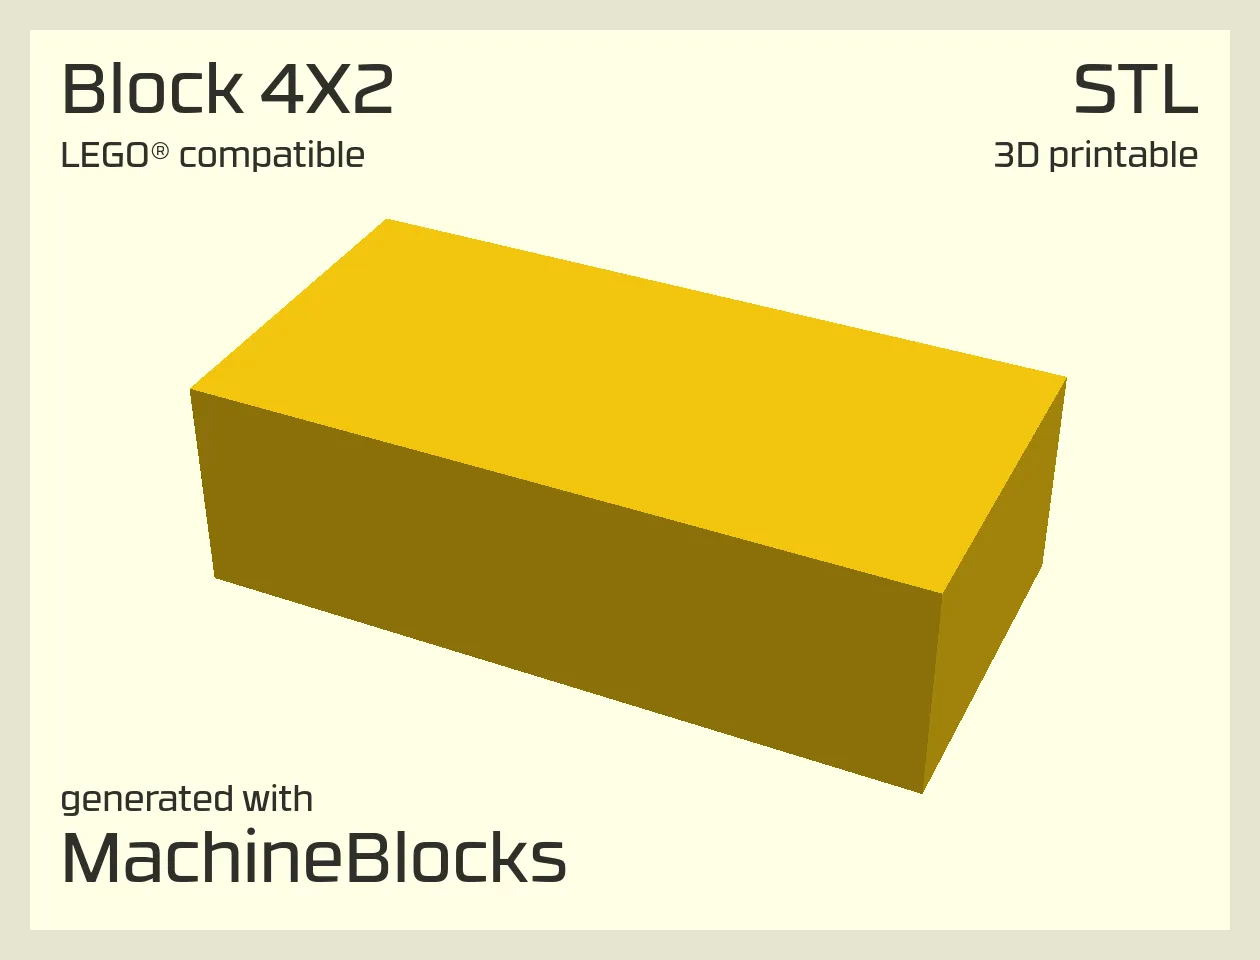 Block 4X2
LEGO® compatible
STL
3D printable
generated with
MachineBlocks